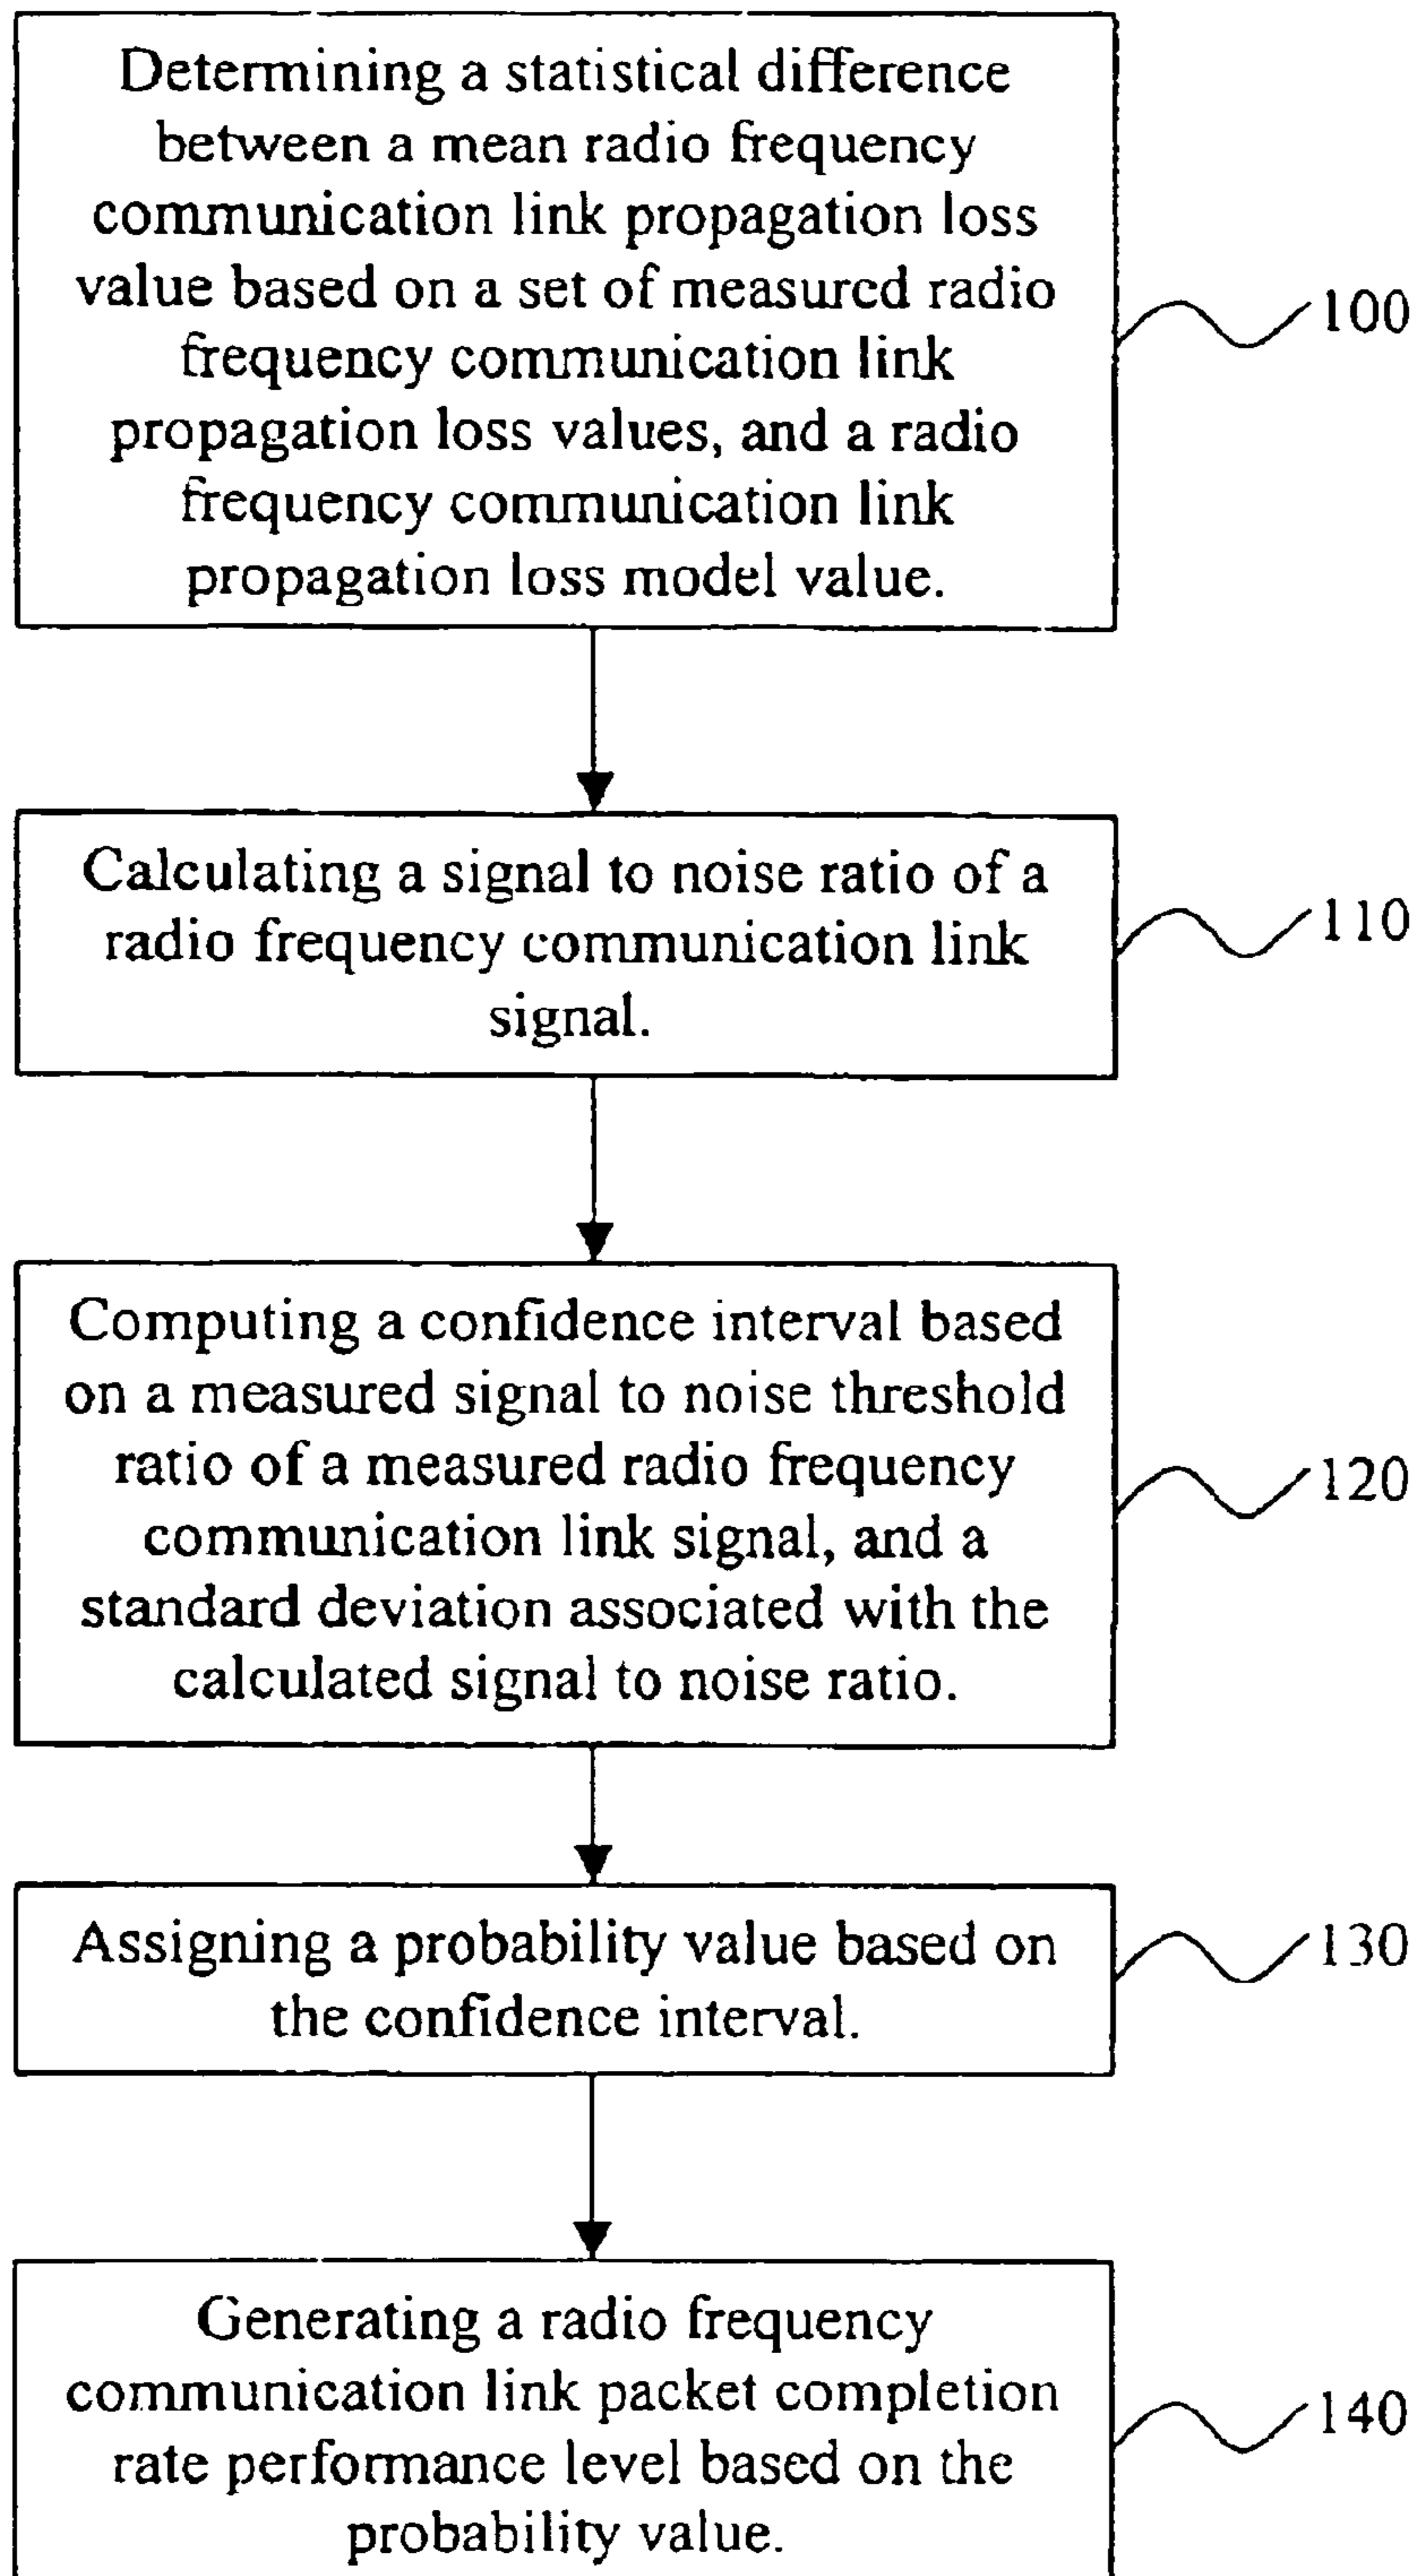 Determining a statistical difference
between a mean radio frequency
communication link propagation loss
value based on a set of measured radio
frequency communication link
propagation loss values, and a radio
frequency communication link
propagation loss model value.
100
Calculating a signal to noise ratio of a
radio frequency communication link
signal.
110
Computing a confidence interval based
on a measured signal to noise threshold
ratio of a measured radio frequency
communication link signal, and a
standard deviation associated with the
calculated signal to noise ratio.
120
Assigning a probability value based on
the confidence interval.
130
Generating a radio frequency
communication link packet completion
rate performance level based on the
probability value.
140